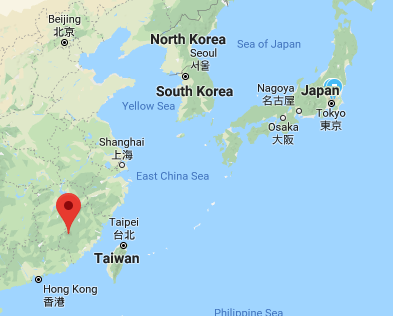 Beijing
北京
North Korea
Seoul
서울
Sea of Japan
South Korea
Nagoya
名古屋
Japan
Tokyo
東京
Osaka
大阪
Yellow Sea
Shanghai
上海
East China Sea
Taipei
台北
Taiwan
Hong Kong
香港
Philippine Sea